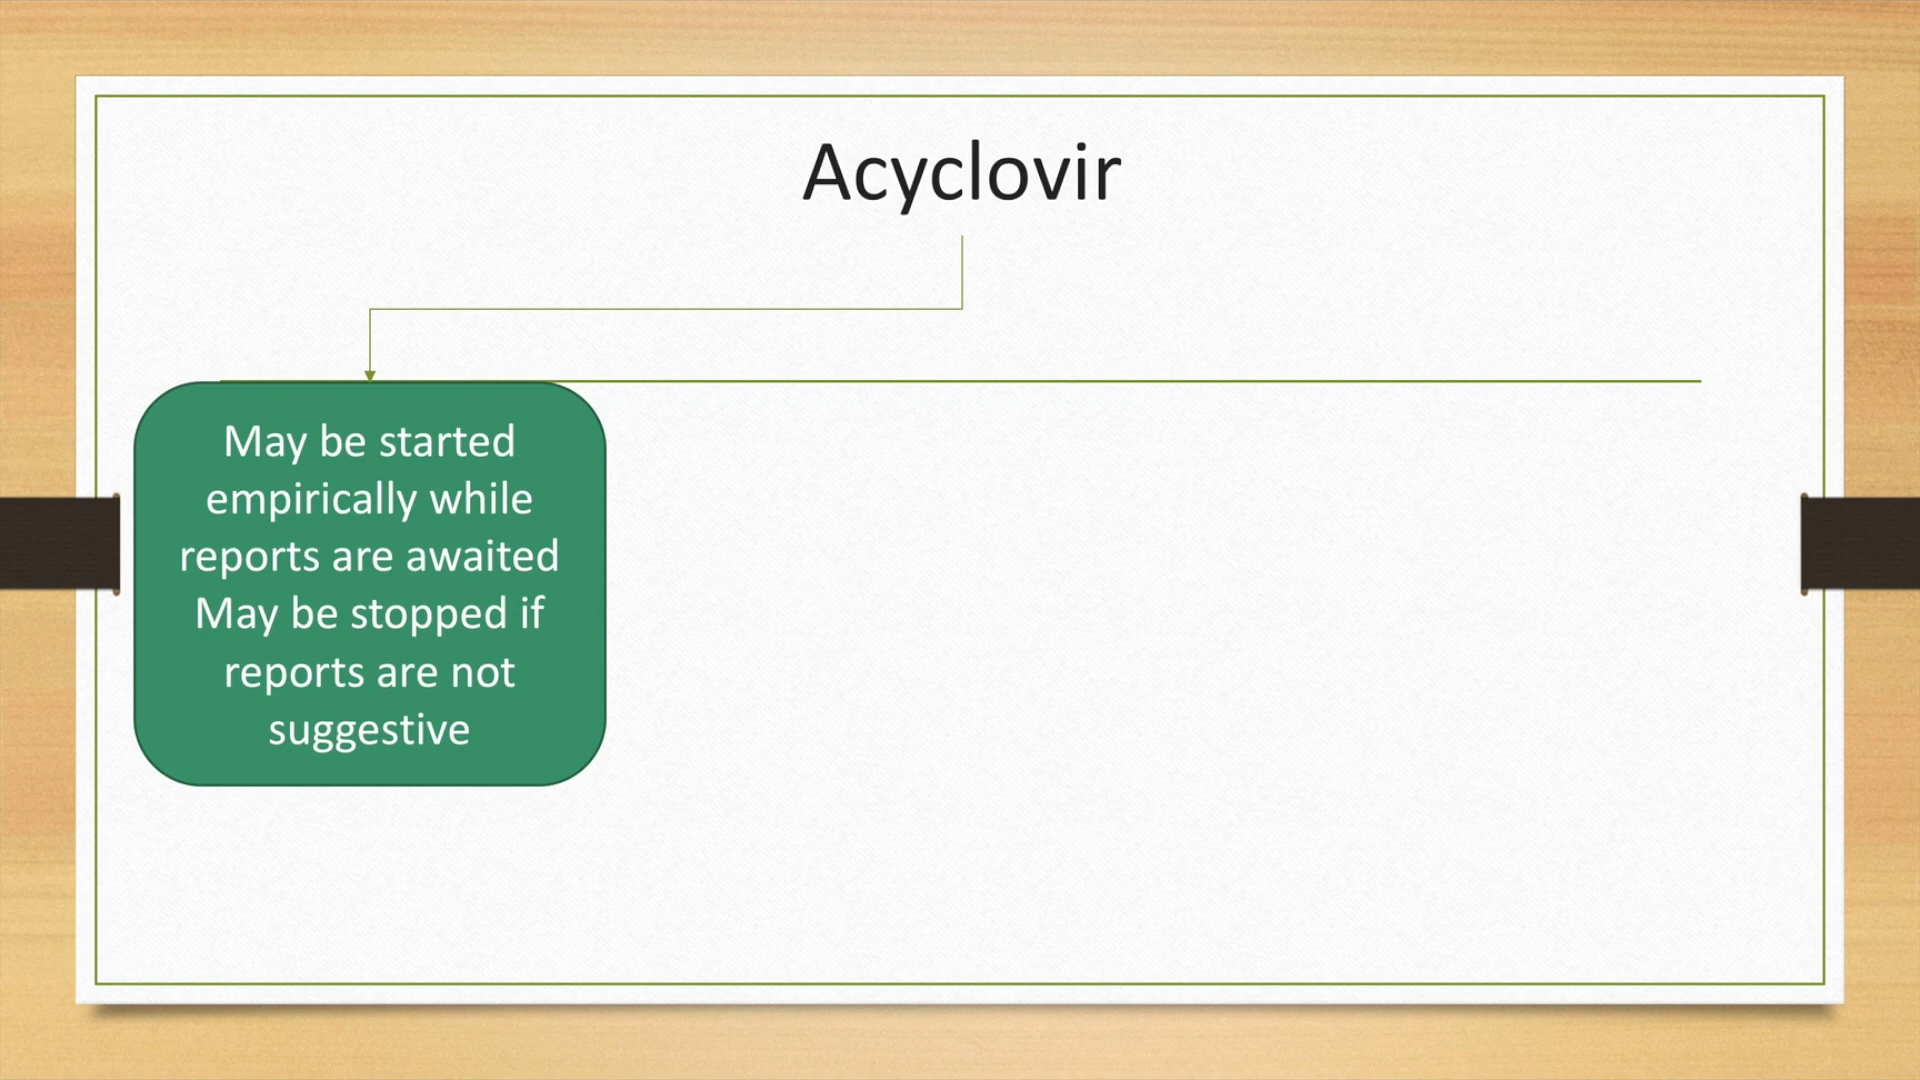 Acyclovir
May be started
empirically while
reports are awaited
May be stopped if
reports are not
suggestive